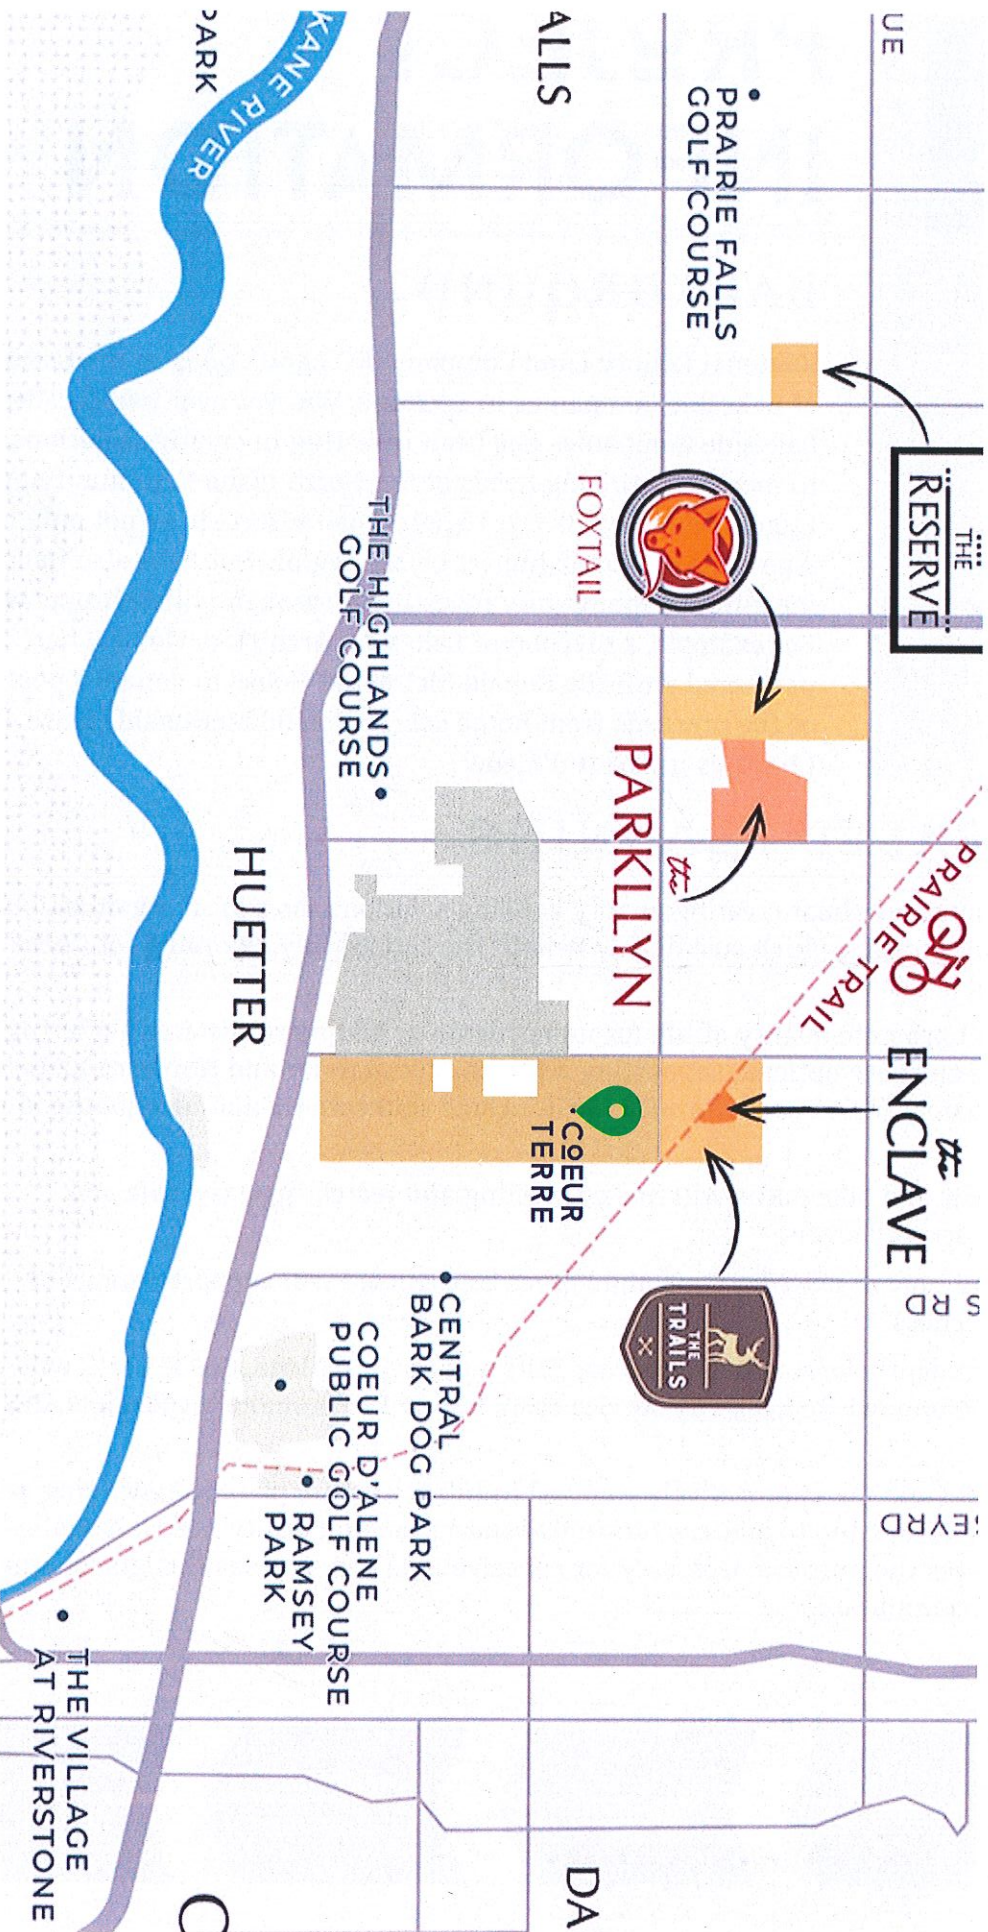 UE
THE
RESERVE
PRAIRIE TRAIL
the
ENCLAVE
S RD
EYRD
PRAIRIE FALLS
GOLF COURSE
FOXTAIL
the
PARKLLYN
THE
TRAILS
ALLS
COEUR
TERRE
DA
THE HIGHLANDS
GOLF COURSE
CENTRAL
BARK DOG PARK
COEUR D'ALENE
PUBLIC GOLF COURSE
RAMSEY
PARK
HUETTER
KANE RIVER
PARK
C
THE VILLAGE
AT RIVERSTONE